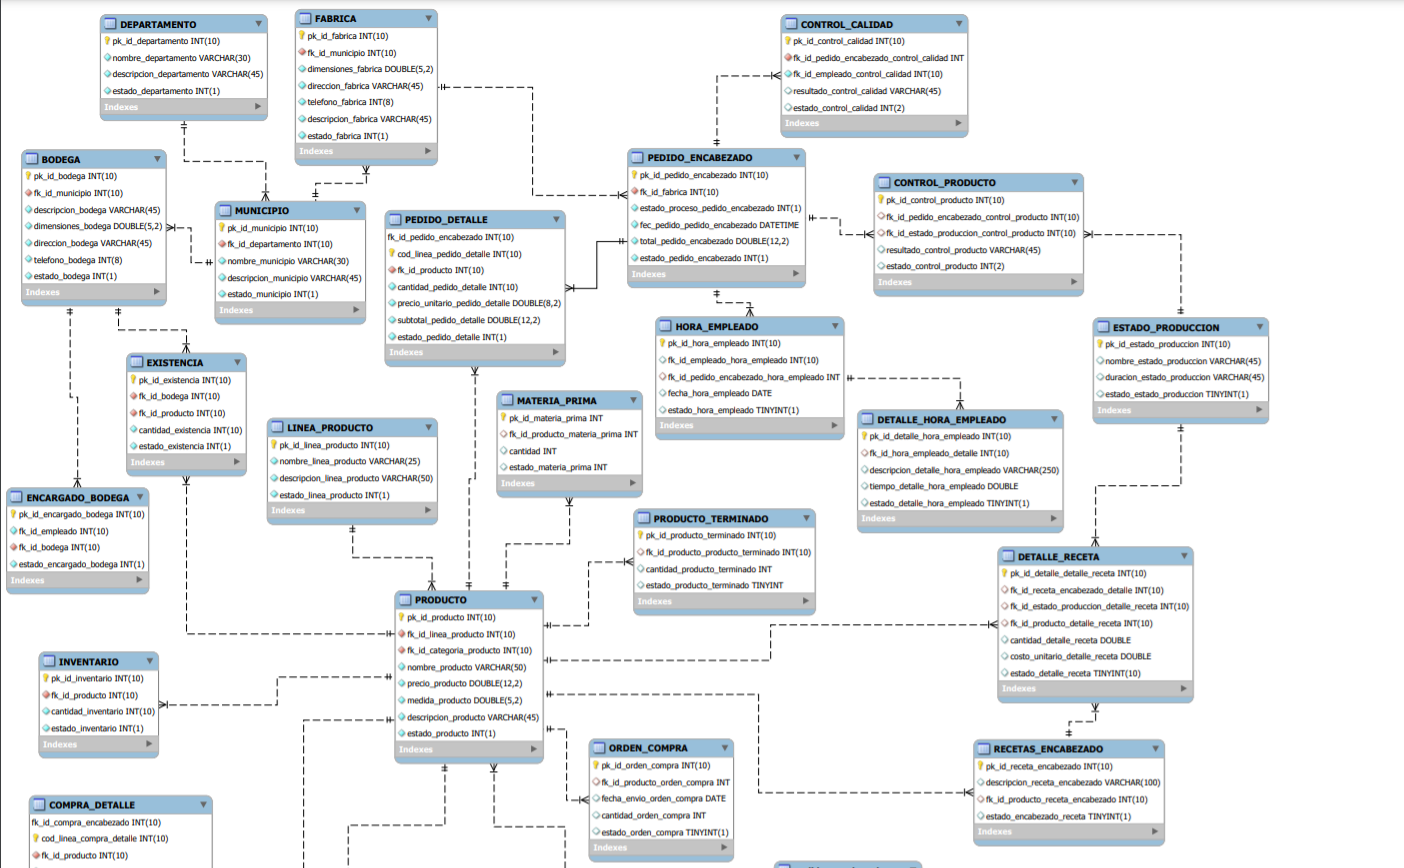 DEPARTAMENTO
pk_id_departamento INT(10)
nombre_departamento VARCHAR(30)
descripcion_departamento VARCHAR(45)
estado_departamento INT(1)
Indexes
FABRICA
pk_id_fabrica INT(10)
fk_id_municipio INT(10)
dimensiones_fabrica DOUBLE(5,2)
direccion_fabrica VARCHAR(45)
telefono_fabrica INT(8)
descripcion_fabrica VARCHAR(45)
estado_fabrica INT(1)
Indexes
CONTROL_CALIDAD
pk_id_control_calidad INT(10)
fk_id_pedido_encabezado_control_calidad INT
fk_id_empleado_control_calidad INT(10)
resultado_control_calidad VARCHAR(45)
estado_control_calidad INT(2)
Indexes
BODEGA
pk_id_bodega INT(10)
fk_id_municipio INT(10)
descripcion_bodega VARCHAR(45)
dimensiones_bodega DOUBLE(5,2)
direccion_bodega VARCHAR(45)
telefono_bodega INT(8)
estado_bodega INT(1)
Indexes
MUNICIPIO
pk_id_municipio INT(10)
fk_id_departamento INT(10)
nombre_municipio VARCHAR(30)
descripcion_municipio VARCHAR(45)
estado_municipio INT(1)
Indexes
PEDIDO_DETALLE
fk_id_pedido_encabezado INT(10)
cod_linea_pedido_detalle INT(10)
fk_id_producto INT(10)
cantidad_pedido_detalle INT(10)
precio_unitario_pedido_detalle DOUBLE(8,2)
subtotal_pedido_detalle DOUBLE(12,2)
estado_pedido_detalle INT(1)
Indexes
PEDIDO_ENCABEZADO
pk_id_pedido_encabezado INT(10)
fk_id_fabrica INT(10)
estado_proceso_pedido_encabezado INT(1)
fec_pedido_pedido_encabezado DATETIME
total_pedido_encabezado DOUBLE(12,2)
estado_pedido_encabezado INT(1)
Indexes
CONTROL_PRODUCTO
pk_id_control_producto INT(10)
fk_id_pedido_encabezado_control_producto INT(10)
fk_id_estado_produccion_control_producto INT(10)
resultado_control_producto VARCHAR(45)
estado_control_producto INT(2)
Indexes
HORA_EMPLEADO
pk_id_hora_empleado INT(10)
fk_id_empleado_hora_empleado INT(10)
fk_id_pedido_encabezado_hora_empleado INT
fecha_hora_empleado DATE
estado_hora_empleado TINYINT(1)
Indexes
ESTADO_PRODUCCION
pk_id_estado_produccion INT(10)
nombre_estado_produccion VARCHAR(45)
duracion_estado_produccion VARCHAR(45)
estado_estado_produccion TINYINT(1)
Indexes
EXISTENCIA
pk_id_existencia INT(10)
fk_id_bodega INT(10)
fk_id_producto INT(10)
cantidad_existencia INT(10)
estado_existencia INT(1)
Indexes
LINEA_PRODUCTO
pk_id_linea_producto INT(10)
nombre_linea_producto VARCHAR(25)
descripcion_linea_producto VARCHAR(50)
estado_linea_producto INT(1)
Indexes
MATERIA_PRIMA
pk_id_materia_prima INT
fk_id_producto_materia_prima INT
cantidad INT
estado_materia_prima INT
Indexes
DETALLE_HORA_EMPLEADO
pk_id_detalle_hora_empleado INT(10)
fk_id_hora_empleado_detalle INT(10)
descripcion_detalle_hora_empleado VARCHAR(250)
tiempo_detalle_hora_empleado DOUBLE
estado_detalle_hora_empleado TINYINT(1)
Indexes
ENCARGADO_BODEGA
pk_id_encargado_bodega INT(10)
fk_id_empleado INT(10)
fk_id_bodega INT(10)
estado_encargado_bodega INT(1)
Indexes
PRODUCTO_TERMINADO
pk_id_producto_terminado INT(10)
fk_id_producto_producto_terminado INT(10)
cantidad_producto_terminado INT
estado_producto_terminado TINYINT
Indexes
DETALLE_RECETA
pk_id_detalle_detalle_receta INT(10)
fk_id_receta_encabezado_detalle INT(10)
fk_id_estado_produccion_detalle_receta INT(10)
fk_id_producto_detalle_receta INT(10)
cantidad_detalle_receta DOUBLE
costo_unitario_detalle_receta DOUBLE
estado_detalle_receta TINYINT(10)
Indexes
PRODUCTO
pk_id_producto INT(10)
fk_id_linea_producto INT(10)
fk_id_categoria_producto INT(10)
nombre_producto VARCHAR(50)
precio_producto DOUBLE(12,2)
medida_producto DOUBLE(5,2)
descripcion_producto VARCHAR(45)
estado_producto INT(1)
Indexes
INVENTARIO
pk_id_inventario INT(10)
fk_id_producto INT(10)
cantidad_inventario INT(10)
estado_inventario INT(1)
Indexes
ORDEN_COMPRA
pk_id_orden_compra INT(10)
fk_id_producto_orden_compra INT
fecha_envio_orden_compra DATE
cantidad_orden_compra INT
estado_orden_compra TINYINT(1)
Indexes
RECETAS_ENCABEZADO
pk_id_receta_encabezado INT(10)
descripcion_receta_encabezado VARCHAR(100)
fk_id_producto_receta_encabezado INT(10)
estado_encabezado_receta TINYINT(1)
Indexes
COMPRA_DETALLE
fk_id_compra_encabezado INT(10)
cod_linea_compra_detalle INT(10)
fk_id_producto INT(10)